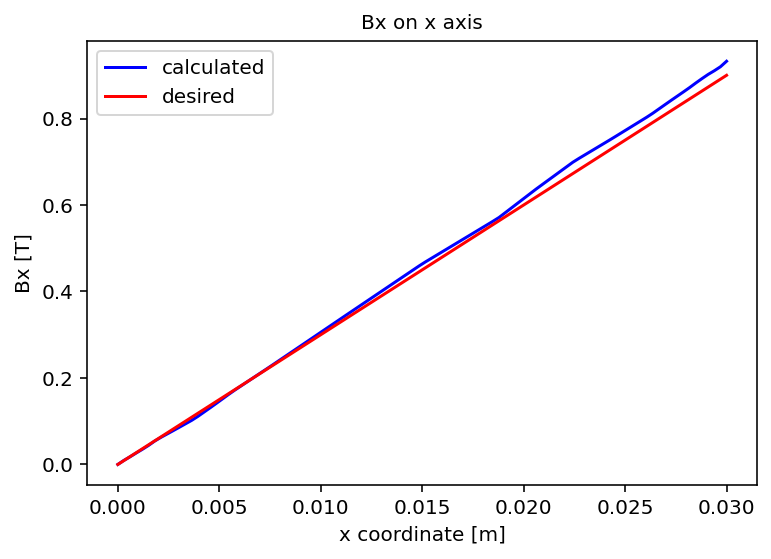 Bx on x axis
calculated
desired
Bx [T]
0.8
0.6
0.4
0.2
0.0
0.000 0.005 0.010 0.015 0.020 0.025 0.030
x coordinate [m]